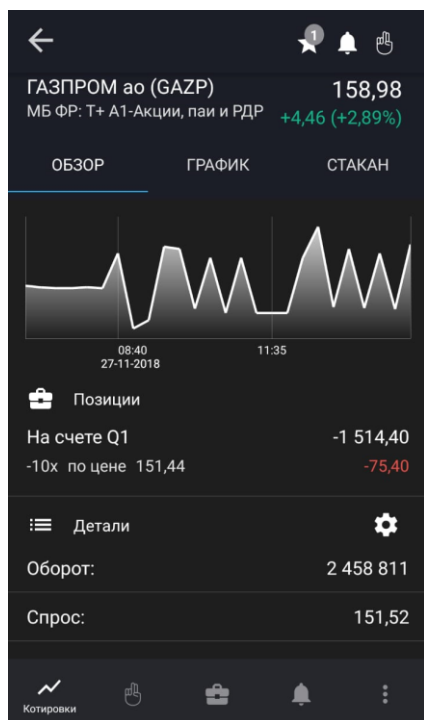 1
ГАЗПРОМ ао (GAZP) 158,98
МБ ФР: Т+ А1-Акции, паи и РДР +4,46 (+2,89%)
ОБЗОР ГРАФИК СТАКАН
08:40 11:35
27-11-2018
Позиции
На счете Q1 -1 514,40
-10x по цене 151,44 -75,40
Детали
Оборот: 2 458 811
Спрос: 151,52
Котировки